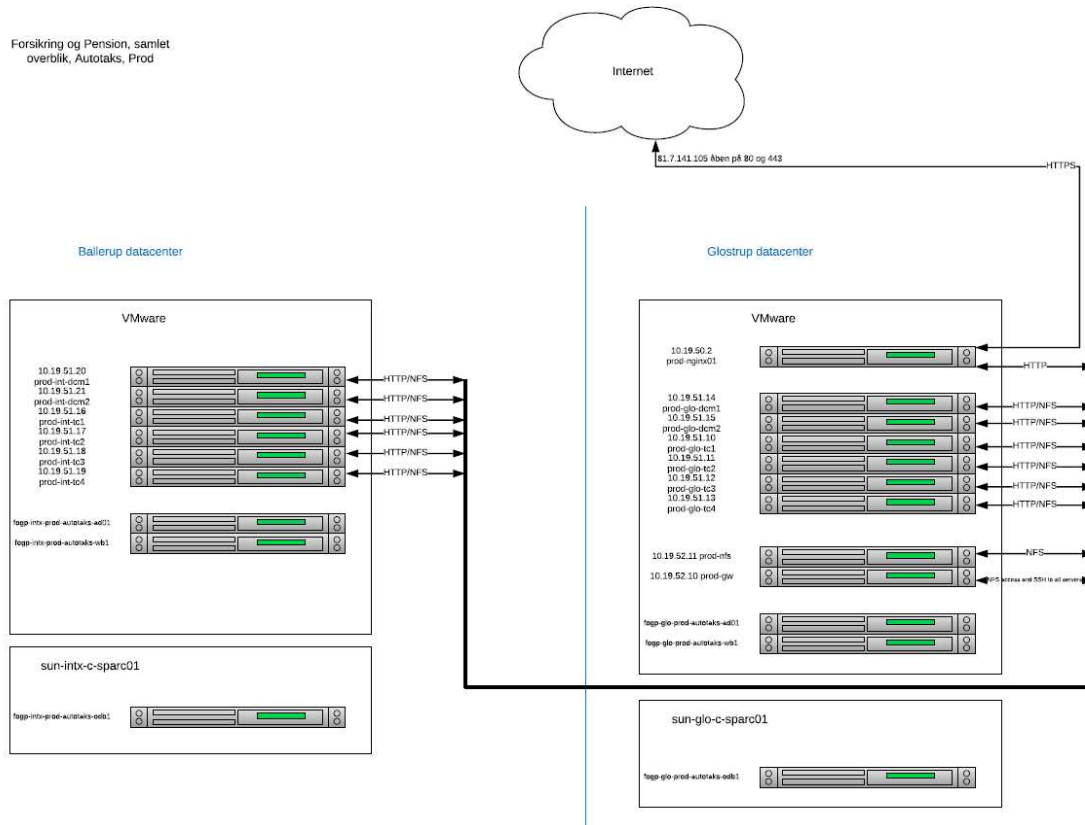 Forsikring og Pension, samlet
overblik, Autotaks, Prod
Internet
81.7.141.105 åben på 80 og 443
HTTPS
Ballerup datacenter
Glostrup datacenter
VMware
10.19.51.20
prod-int-dcm1
10.19.51.21
prod-int-dcm2
10.19.51.16
prod-int-tc1
10.19.51.17
prod-int-tc2
10.19.51.18
prod-int-tc3
10.19.51.19
prod-int-tc4
HTTP/NFS
HTTP/NFS
HTTP/NFS
HTTP/NFS
HTTP/NFS
HTTP/NFS
fogp-intx-prod-autotaks-ad01
fogp-intx-prod-autotaks-wb1
sun-intx-c-sparc01
fogp-intx-prod-autotaks-odb1
VMware
10.19.50.2
prod-nginx01
HTTP
10.19.51.14
prod-glo-dcm1
10.19.51.15
prod-glo-dcm2
10.19.51.10
prod-glo-tc1
10.19.51.11
prod-glo-tc2
10.19.51.12
prod-glo-tc3
10.19.51.13
prod-glo-tc4
HTTP/NFS
HTTP/NFS
HTTP/NFS
HTTP/NFS
HTTP/NFS
HTTP/NFS
10.19.52.11 prod-nfs
NFS
10.19.52.10 prod-gw
NFS access and SSH to all servers
fogp-glo-prod-autotaks-ad01
fogp-glo-prod-autotaks-wb1
sun-glo-c-sparc01
fogp-glo-prod-autotaks-odb1